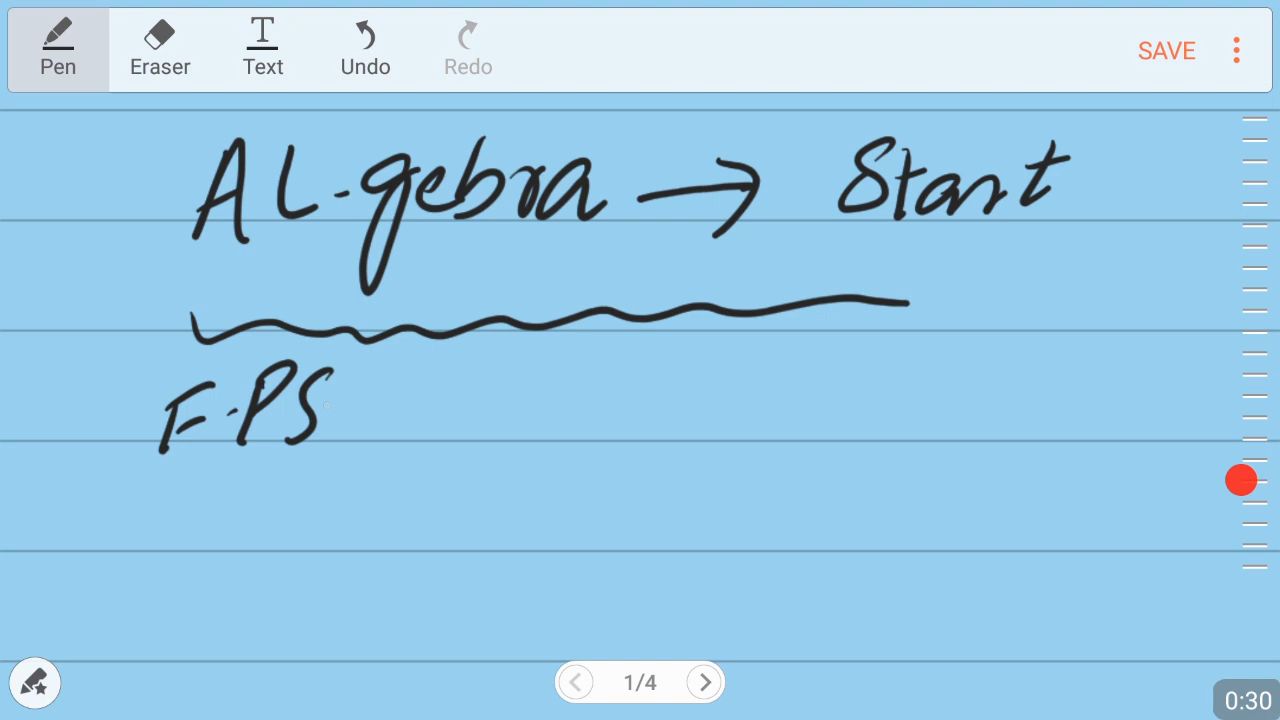 Pen Eraser Text Undo Redo SAVE
AL-gebra → Start
F.PS
1/4
0:30